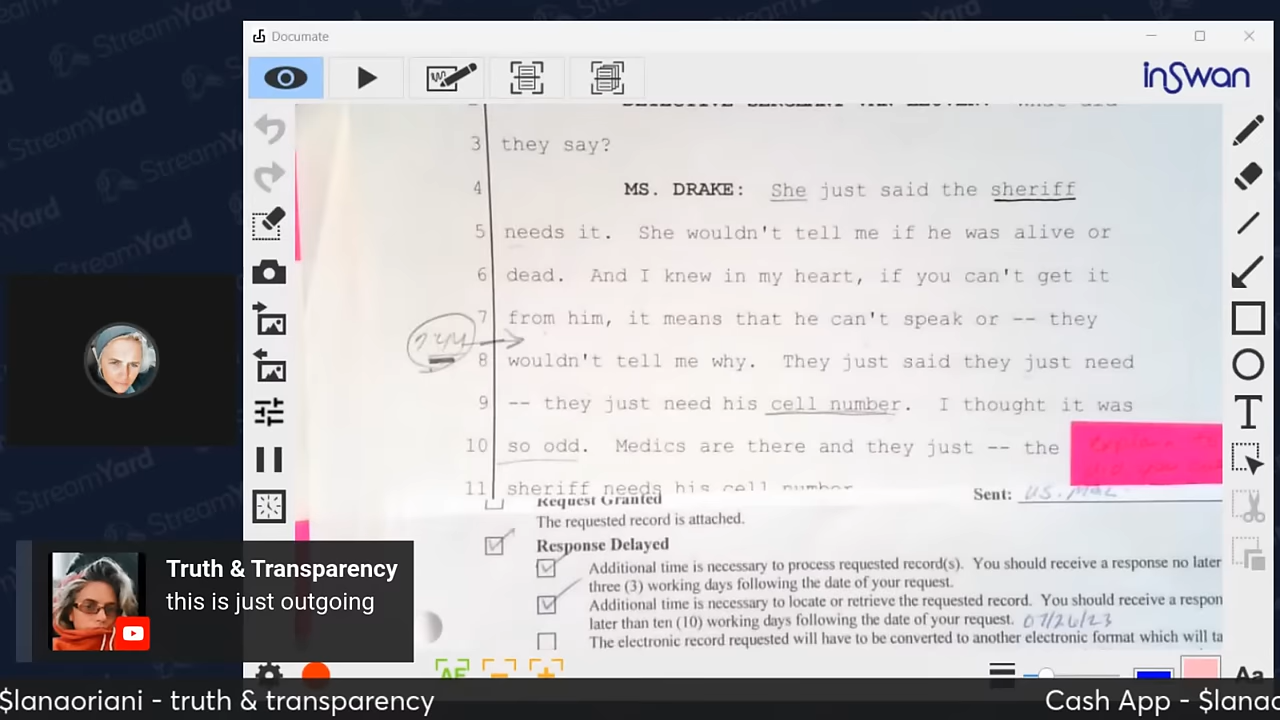 StreamYard
Documate
inSwan
3 they say?
4 MS. DRAKE: She just said the sheriff
5 needs it. She wouldn't tell me if he was alive or
6 dead. And I knew in my heart, if you can't get it
7 from him, it means that he can't speak or -- they
8 wouldn't tell me why. They just said they just need
9 -- they just need his cell number. I thought it was
10 so odd. Medics are there and they just -- the
11 sheriff needs his cell number
Request Granted
Sent: U.S. Mail
The requested record is attached.
Response Delayed
Additional time is necessary to process requested record(s). You should receive a response no later
three (3) working days following the date of your request.
Additional time is necessary to locate or retrieve the requested record. You should receive a respon
later than ten (10) working days following the date of your request. 07/26/23
The electronic record requested will have to be converted to another electronic format which will ta
Truth & Transparency
this is just outgoing
T
AF
Aa
$lanaoriani - truth & transparency
Cash App - $lanao